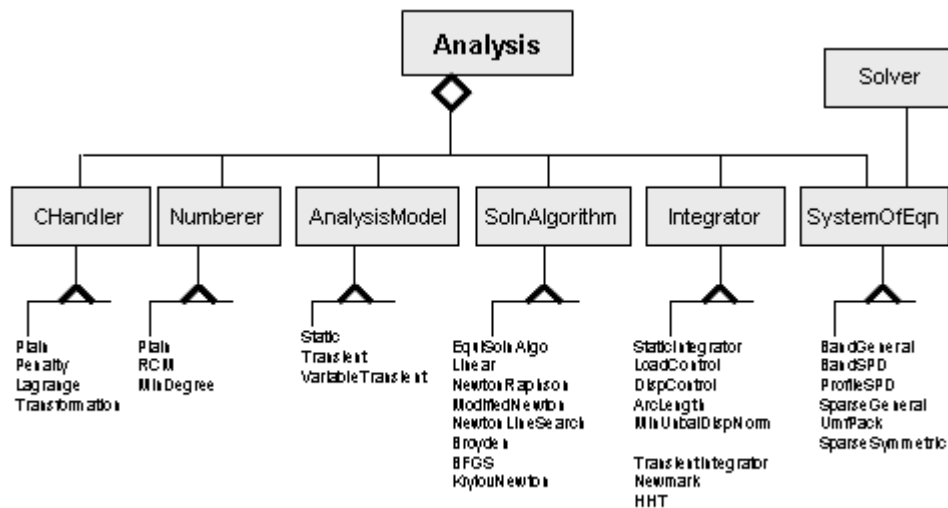 Analysis
Solver
CHandler
Numberer
AnalysisModel
SolnAlgorithm
Integrator
SystemOfEqn
Plain
Penalty
Lagrange
Transformation
Plain
RCM
MinDegree
Static
Transient
VariableTransient
EquiSolnAlgo
Linear
NewtonRaphson
ModifiedNewton
NewtonLineSearch
Broyden
BFGS
KrylovNewton
StaticIntegrator
LoadControl
DispControl
ArcLength
MinUnbalDispNorm
TransientIntegrator
Newmark
HHT
BandGeneral
BandSPD
ProfileSPD
SparseGeneral
UmfPack
SparseSymmetric